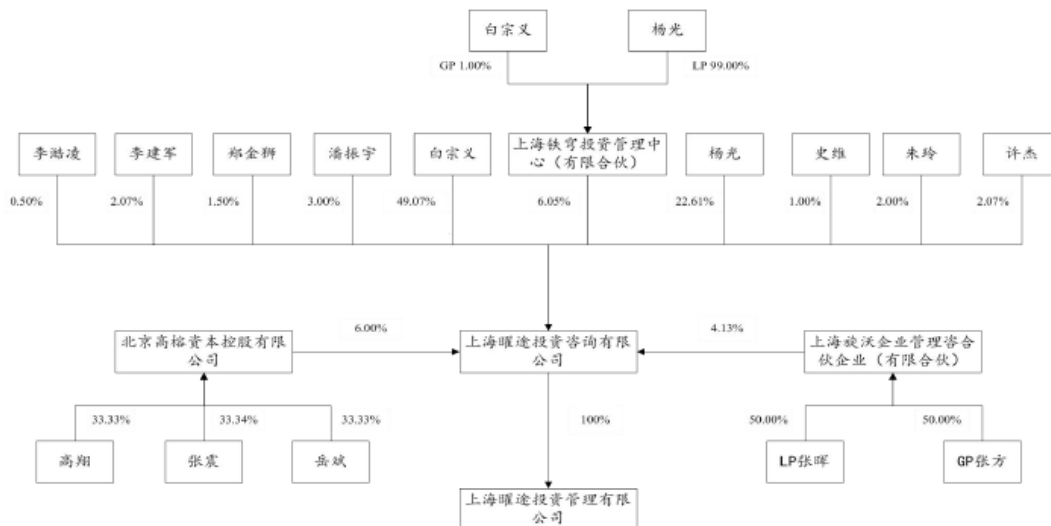 白宗义
杨光
GP 1.00%
LP 99.00%
李澔凌
李建军
郑金狮
潘振宇
白宗义
上海铁穹投资管理中
心（有限合伙）
杨光
史维
朱玲
许杰
0.50%
2.07%
1.50%
3.00%
49.07%
6.05%
22.61%
1.00%
2.00%
2.07%
北京高榕资本控股有限
公司
6.00%
上海曜途投资咨询有限
公司
4.13%
上海旋沃企业管理咨合
伙企业（有限合伙）
33.33%
33.34%
33.33%
100%
50.00%
50.00%
高翔
张震
岳斌
LP张晖
GP张方
上海曜途投资管理有限
公司